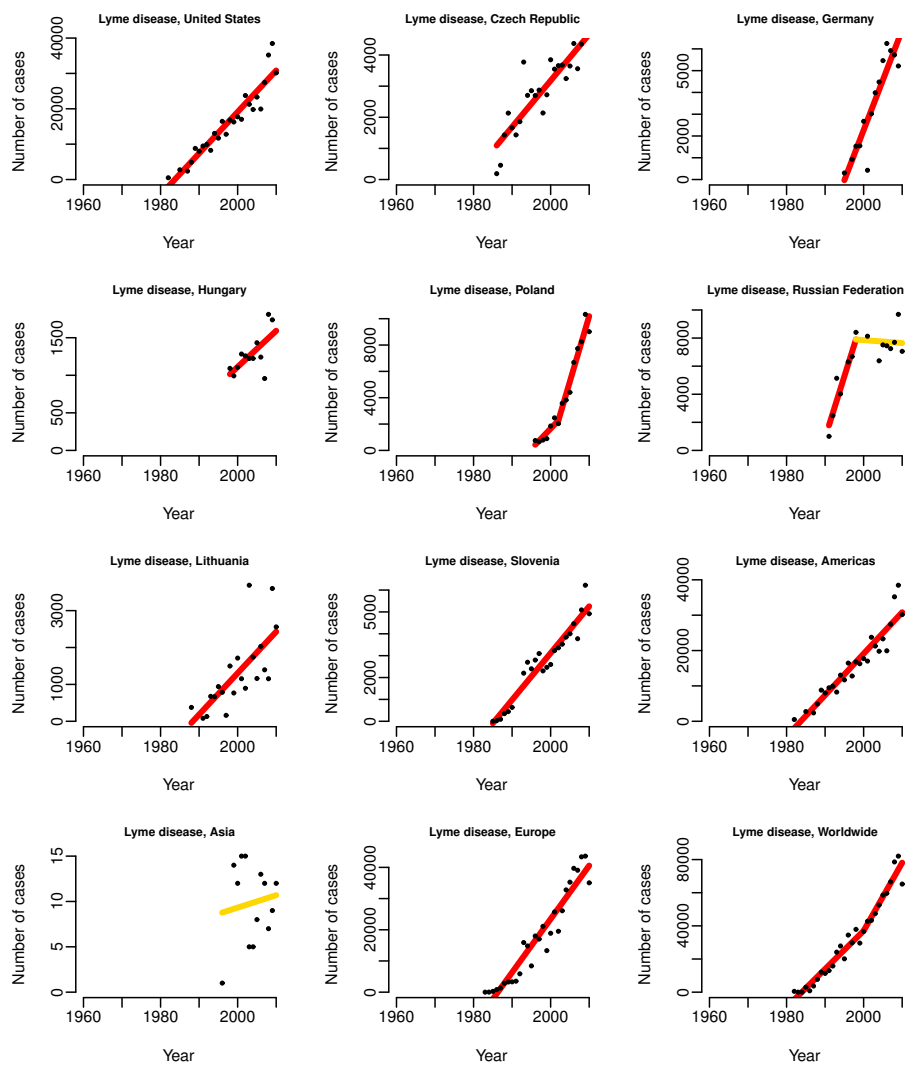 Lyme disease, United States
Number of cases
0 20000 40000
1960 1980 2000
Year
Lyme disease, Czech Republic
Number of cases
0 2000 4000
1960 1980 2000
Year
Lyme disease, Germany
Number of cases
0 2000 6000
1960 1980 2000
Year
Lyme disease, Hungary
Number of cases
0 500 1500
1960 1980 2000
Year
Lyme disease, Poland
Number of cases
0 4000 8000
1960 1980 2000
Year
Lyme disease, Russian Federation
Number of cases
0 4000 8000
1960 1980 2000
Year
Lyme disease, Lithuania
Number of cases
0 1000 3000
1960 1980 2000
Year
Lyme disease, Slovenia
Number of cases
0 2000 5000
1960 1980 2000
Year
Lyme disease, Americas
Number of cases
0 20000 40000
1960 1980 2000
Year
Lyme disease, Asia
Number of cases
0 5 10 15
1960 1980 2000
Year
Lyme disease, Europe
Number of cases
0 20000 40000
1960 1980 2000
Year
Lyme disease, Worldwide
Number of cases
0 40000 80000
1960 1980 2000
Year